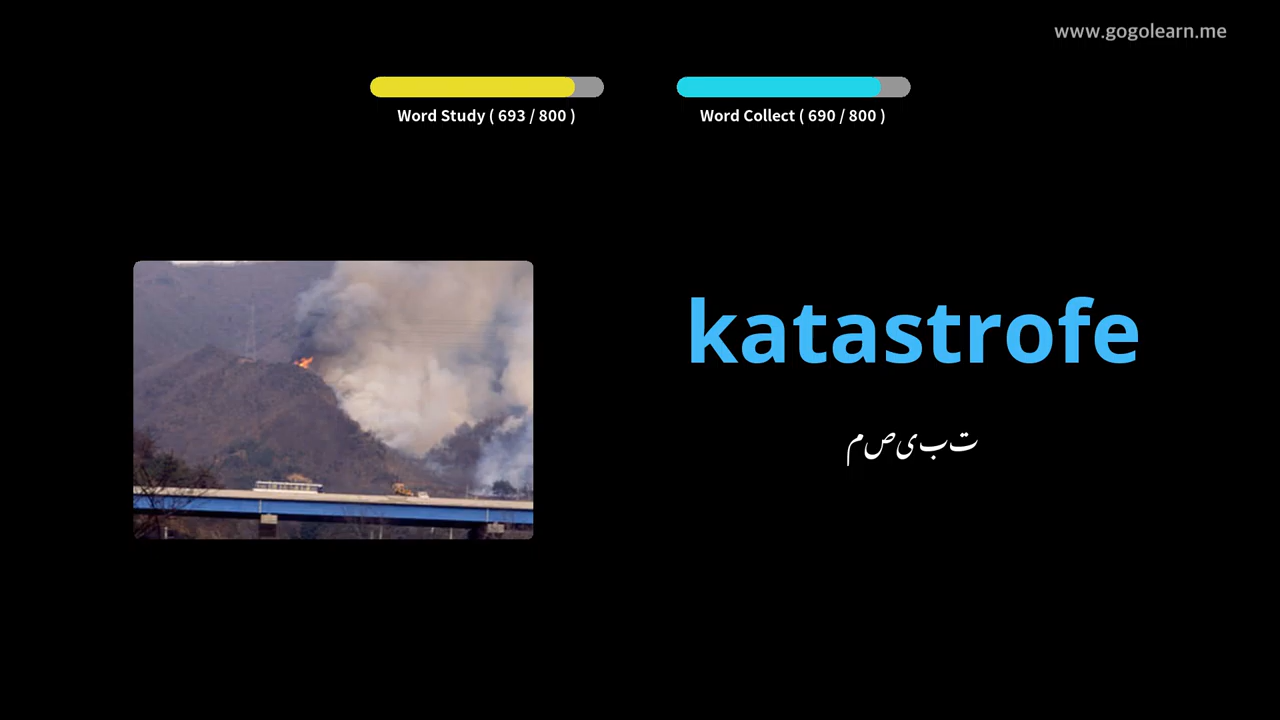 www.gogolearn.me
Word Study ( 693 / 800 )
Word Collect ( 690 / 800 )
katastrofe
ت ب ی ص م